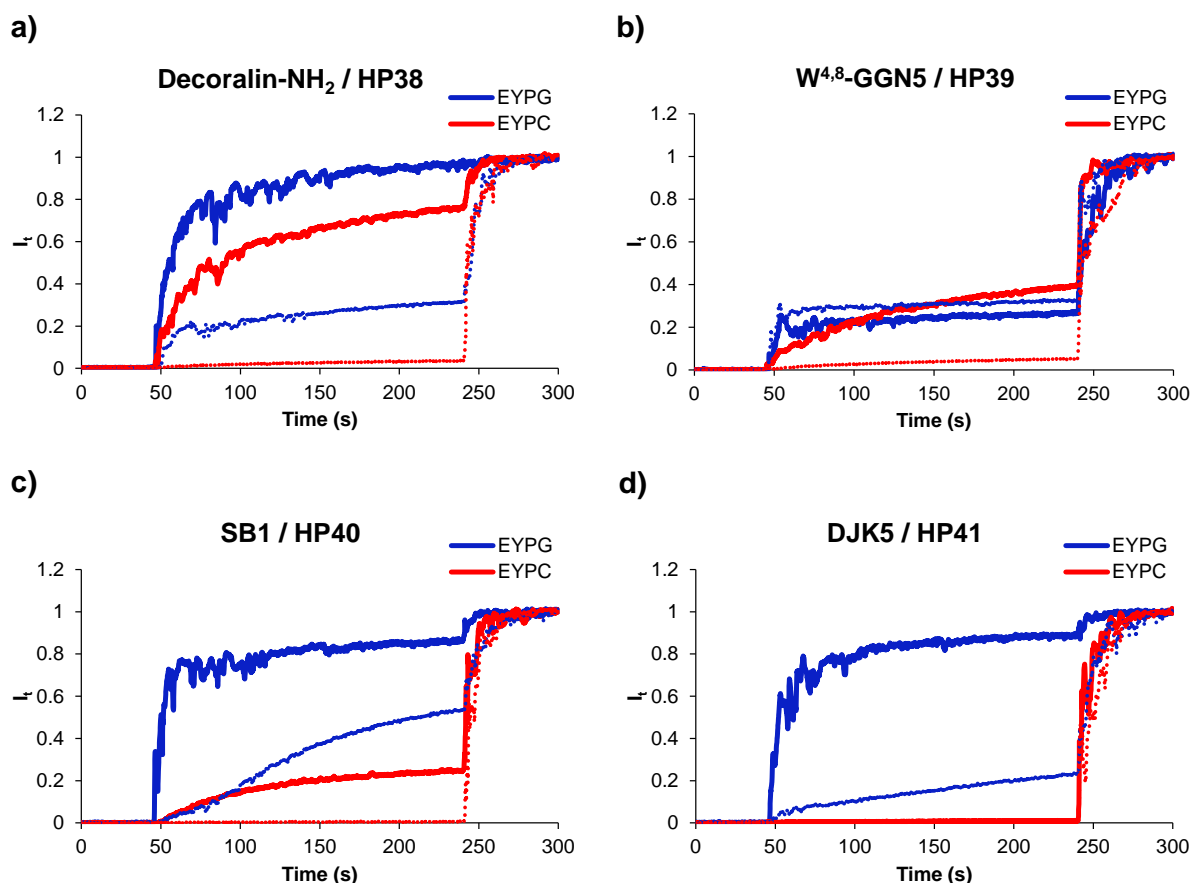 a)
Decoralin-NH₂ / HP38
EYPG
EYPC
1.2
1
0.8
0.6
0.4
0.2
0
Iₜ
0 50 100 150 200 250 300
Time (s)
b)
W⁴,⁸-GGN5 / HP39
EYPG
EYPC
1.2
1
0.8
0.6
0.4
0.2
0
Iₜ
0 50 100 150 200 250 300
Time (s)
c)
SB1 / HP40
EYPG
EYPC
1.2
1
0.8
0.6
0.4
0.2
0
Iₜ
0 50 100 150 200 250 300
Time (s)
d)
DJK5 / HP41
EYPG
EYPC
1.2
1
0.8
0.6
0.4
0.2
0
Iₜ
0 50 100 150 200 250 300
Time (s)